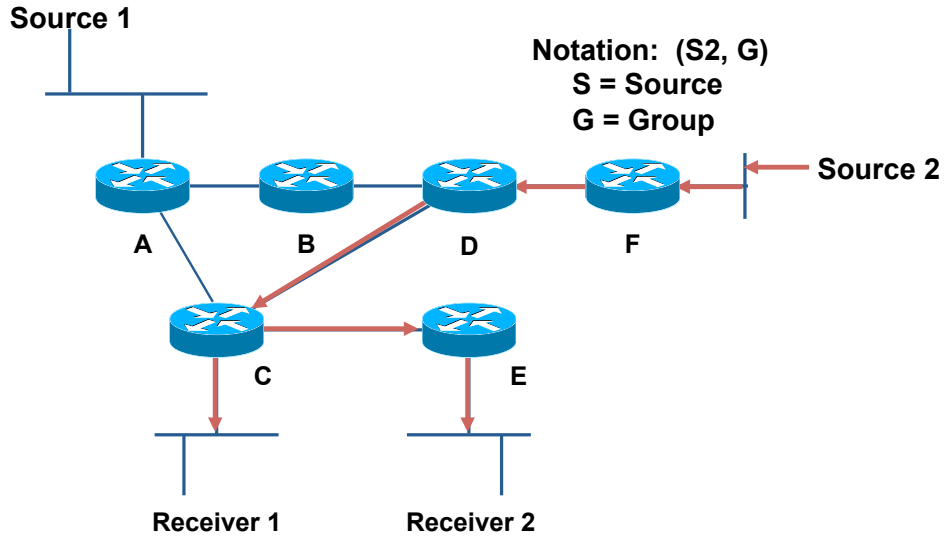 Source 1
Notation: (S2, G)
S = Source
G = Group
Source 2
A
B
D
F
C
E
Receiver 1
Receiver 2